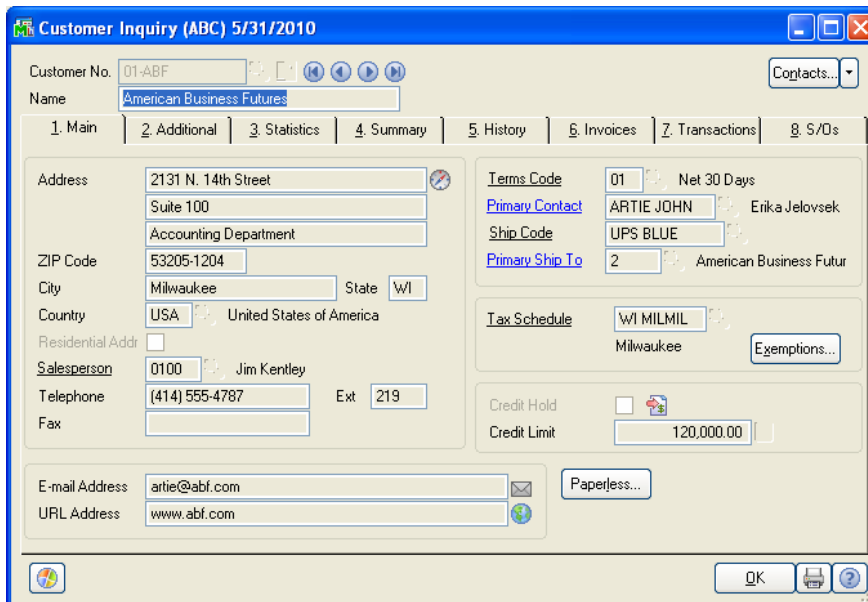 Customer Inquiry (ABC) 5/31/2010
Customer No. 01-ABF
Contacts...
Name American Business Futures
1. Main 2. Additional 3. Statistics 4. Summary 5. History 6. Invoices 7. Transactions 8. S/Os
Address 2131 N. 14th Street
Suite 100
Accounting Department
ZIP Code 53205-1204
City Milwaukee State WI
Country USA United States of America
Residential Addr
Salesperson 0100 Jim Kentley
Telephone (414) 555-4787 Ext 219
Fax
Terms Code 01 Net 30 Days
Primary Contact ARTIE JOHN Erika Jelovsek
Ship Code UPS BLUE
Primary Ship To 2 American Business Futur
Tax Schedule WI MILMIL
Milwaukee Exemptions...
Credit Hold
Credit Limit 120,000.00
E-mail Address artie@abf.com
URL Address www.abf.com
Paperless...
OK